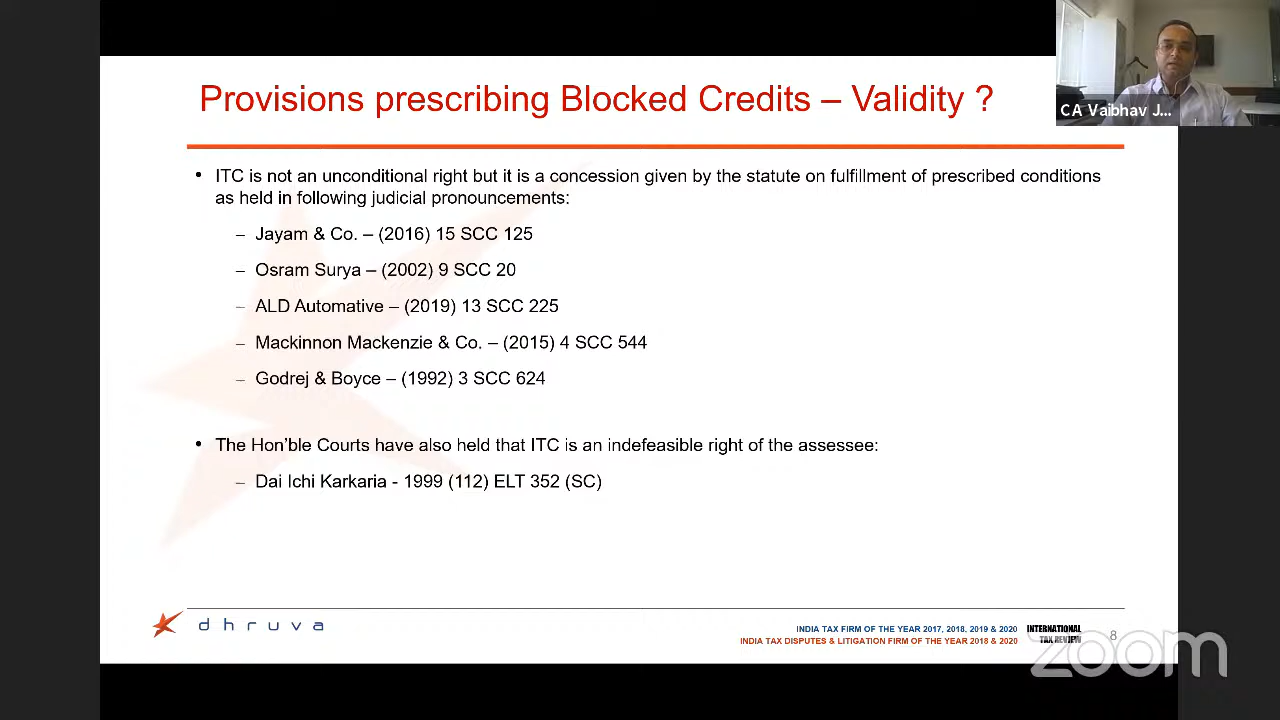 Provisions prescribing Blocked Credits – Validity ?
CA Vaibhav J...
• ITC is not an unconditional right but it is a concession given by the statute on fulfillment of prescribed conditions
as held in following judicial pronouncements:
– Jayam & Co. – (2016) 15 SCC 125
– Osram Surya – (2002) 9 SCC 20
– ALD Automative – (2019) 13 SCC 225
– Mackinnon Mackenzie & Co. – (2015) 4 SCC 544
– Godrej & Boyce – (1992) 3 SCC 624
• The Hon’ble Courts have also held that ITC is an indefeasible right of the assessee:
– Dai Ichi Karkaria - 1999 (112) ELT 352 (SC)
dhruva
INDIA TAX FIRM OF THE YEAR 2017, 2018, 2019 & 2020
INDIA TAX DISPUTES & LITIGATION FIRM OF THE YEAR 2018 & 2020
INTERNATIONAL
TAX REVIEW
8
zoom